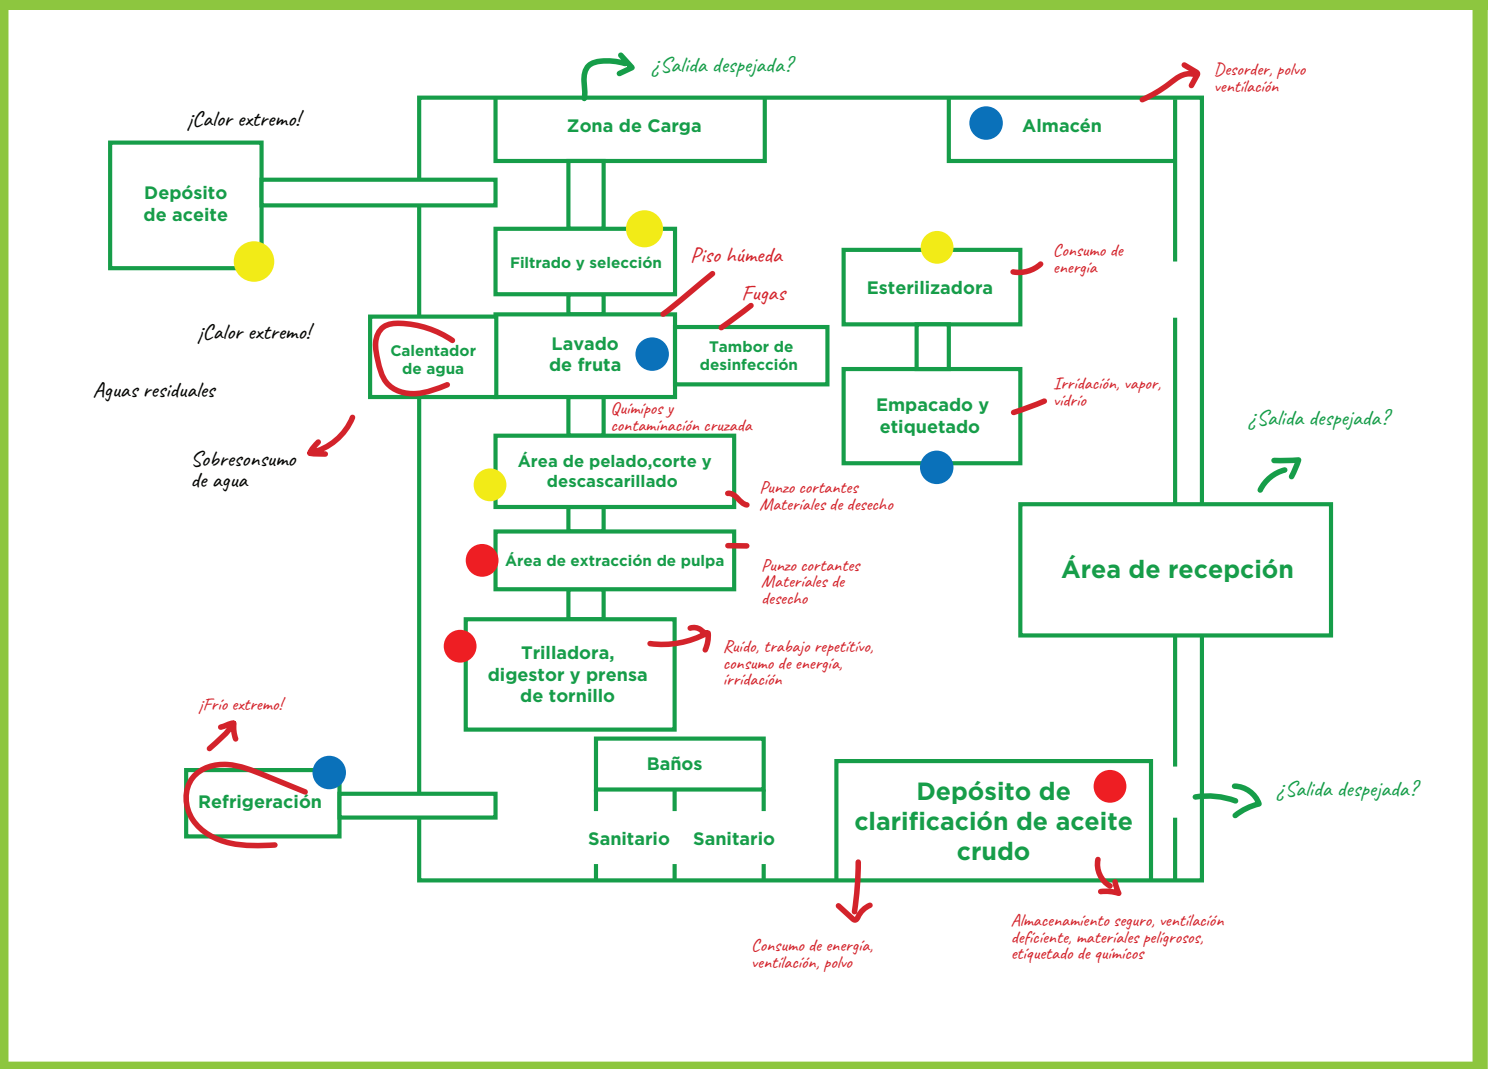 ¿Salida despejada?
Desorder, polvo
ventilación
¡Calor extremo!
Zona de Carga
Almacén
Depósito
de aceite
Filtrado y selección
Piso húmeda
Fugas
Consumo de
energía
Esterilizadora
¡Calor extremo!
Calentador
de agua
Lavado
de fruta
Tambor de
desinfección
Aguas residuales
Químipos y
contaminación cruzada
Empacado y
etiquetado
Irridación, vapor,
vidrio
¿Salida despejada?
Sobresonsumo
de agua
Área de pelado,corte y
descascarillado
Punzo cortantes
Materiales de desecho
Área de extracción de pulpa
Punzo cortantes
Materiales de
desecho
Área de recepción
Trilladora,
digestor y prensa
de tornillo
Ruido, trabajo repetitivo,
consumo de energía,
irridación
¡Frío extremo!
Refrigeración
Baños
Sanitario
Sanitario
Depósito de
clarificación de aceite
crudo
¿Salida despejada?
Consumo de energía,
ventilación, polvo
Almacenamiento seguro, ventilación
deficiente, materiales peligrosos,
etiquetado de químicos